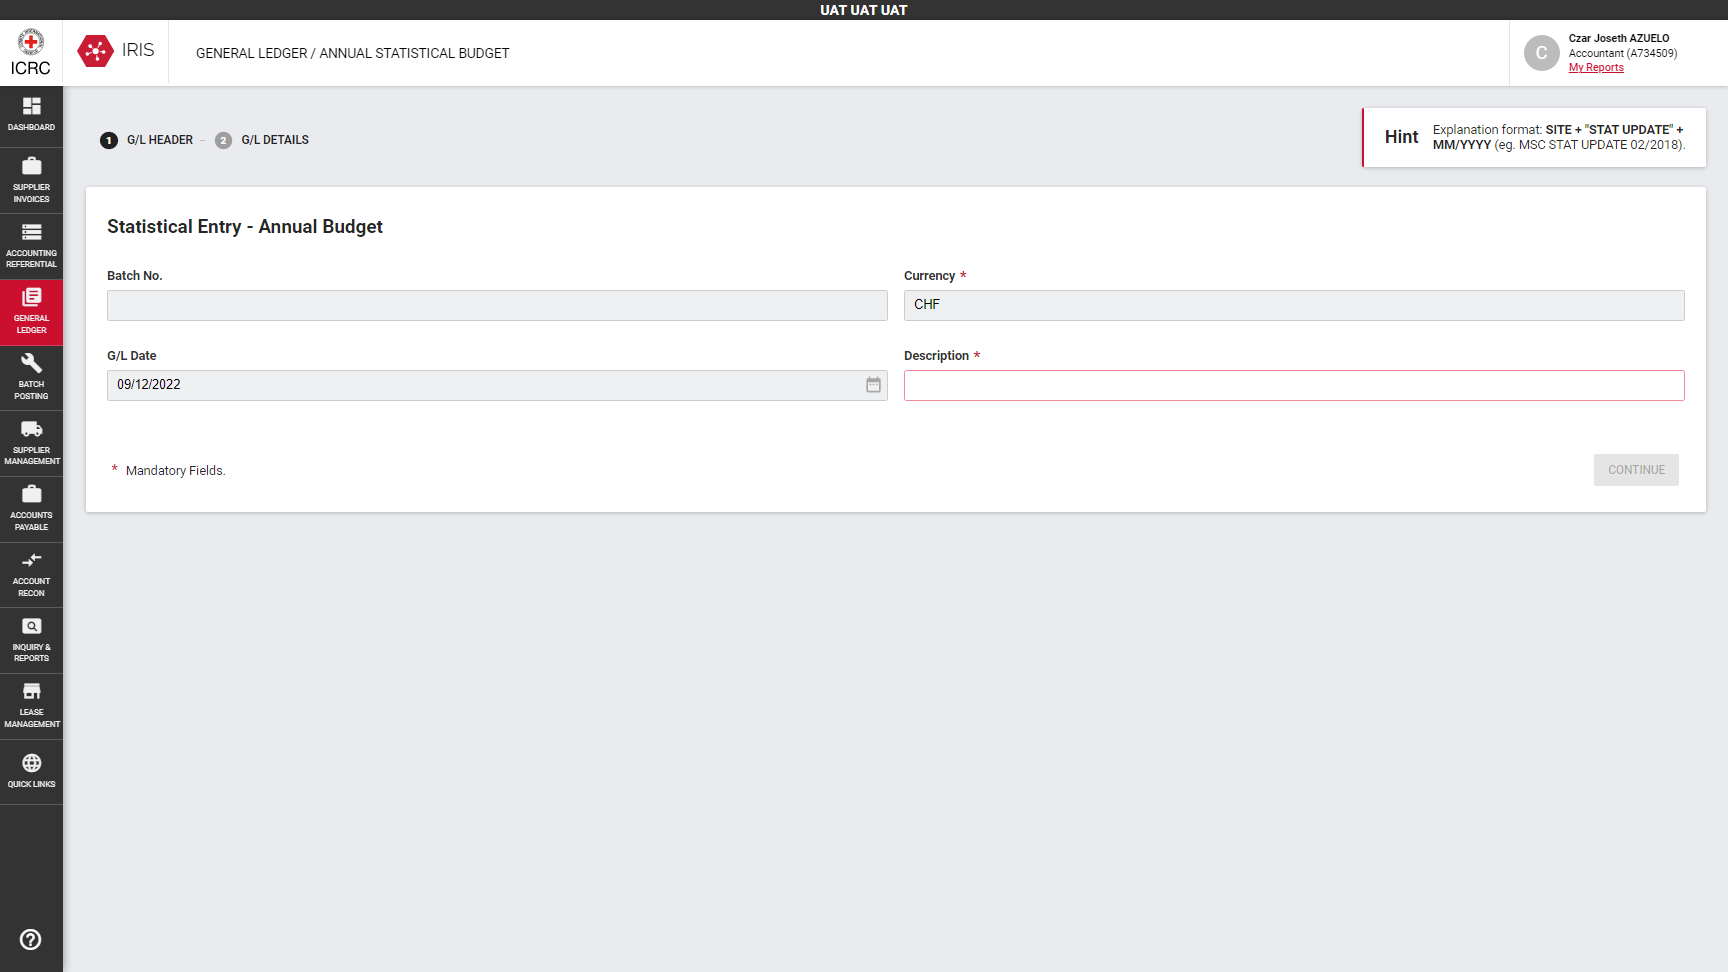 UAT UAT UAT
ICRC
IRIS
GENERAL LEDGER / ANNUAL STATISTICAL BUDGET
C
Czar Joseth AZUELO
Accountant (A734509)
My Reports
DASHBOARD
SUPPLIER
INVOICES
ACCOUNTING
REFERENTIAL
GENERAL
LEDGER
BATCH
POSTING
SUPPLIER
MANAGEMENT
ACCOUNTS
PAYABLE
ACCOUNT
RECON
INQUIRY &
REPORTS
LEASE
MANAGEMENT
QUICK LINKS
1 G/L HEADER – 2 G/L DETAILS
Hint
Explanation format: SITE + "STAT UPDATE" +
MM/YYYY (eg. MSC STAT UPDATE 02/2018).
Statistical Entry - Annual Budget
Batch No.
Currency *
CHF
G/L Date
09/12/2022
Description *
* Mandatory Fields.
CONTINUE